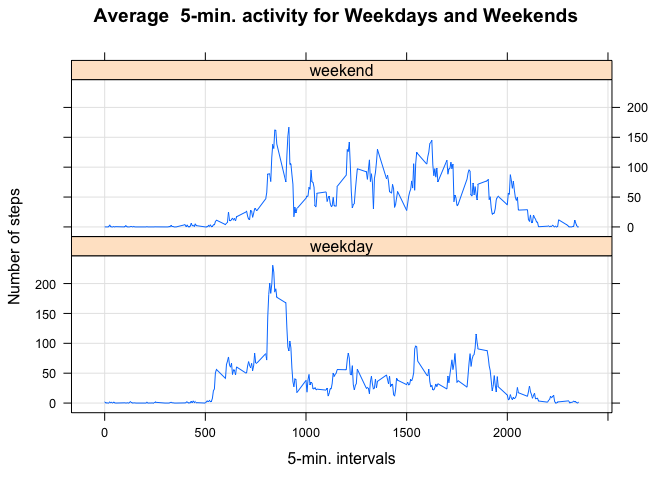 Average  5-min. activity for Weekdays and Weekends
weekend
200
150
100
50
0
Number of steps
weekday
200
150
100
50
0
0 500 1000 1500 2000
5-min. intervals